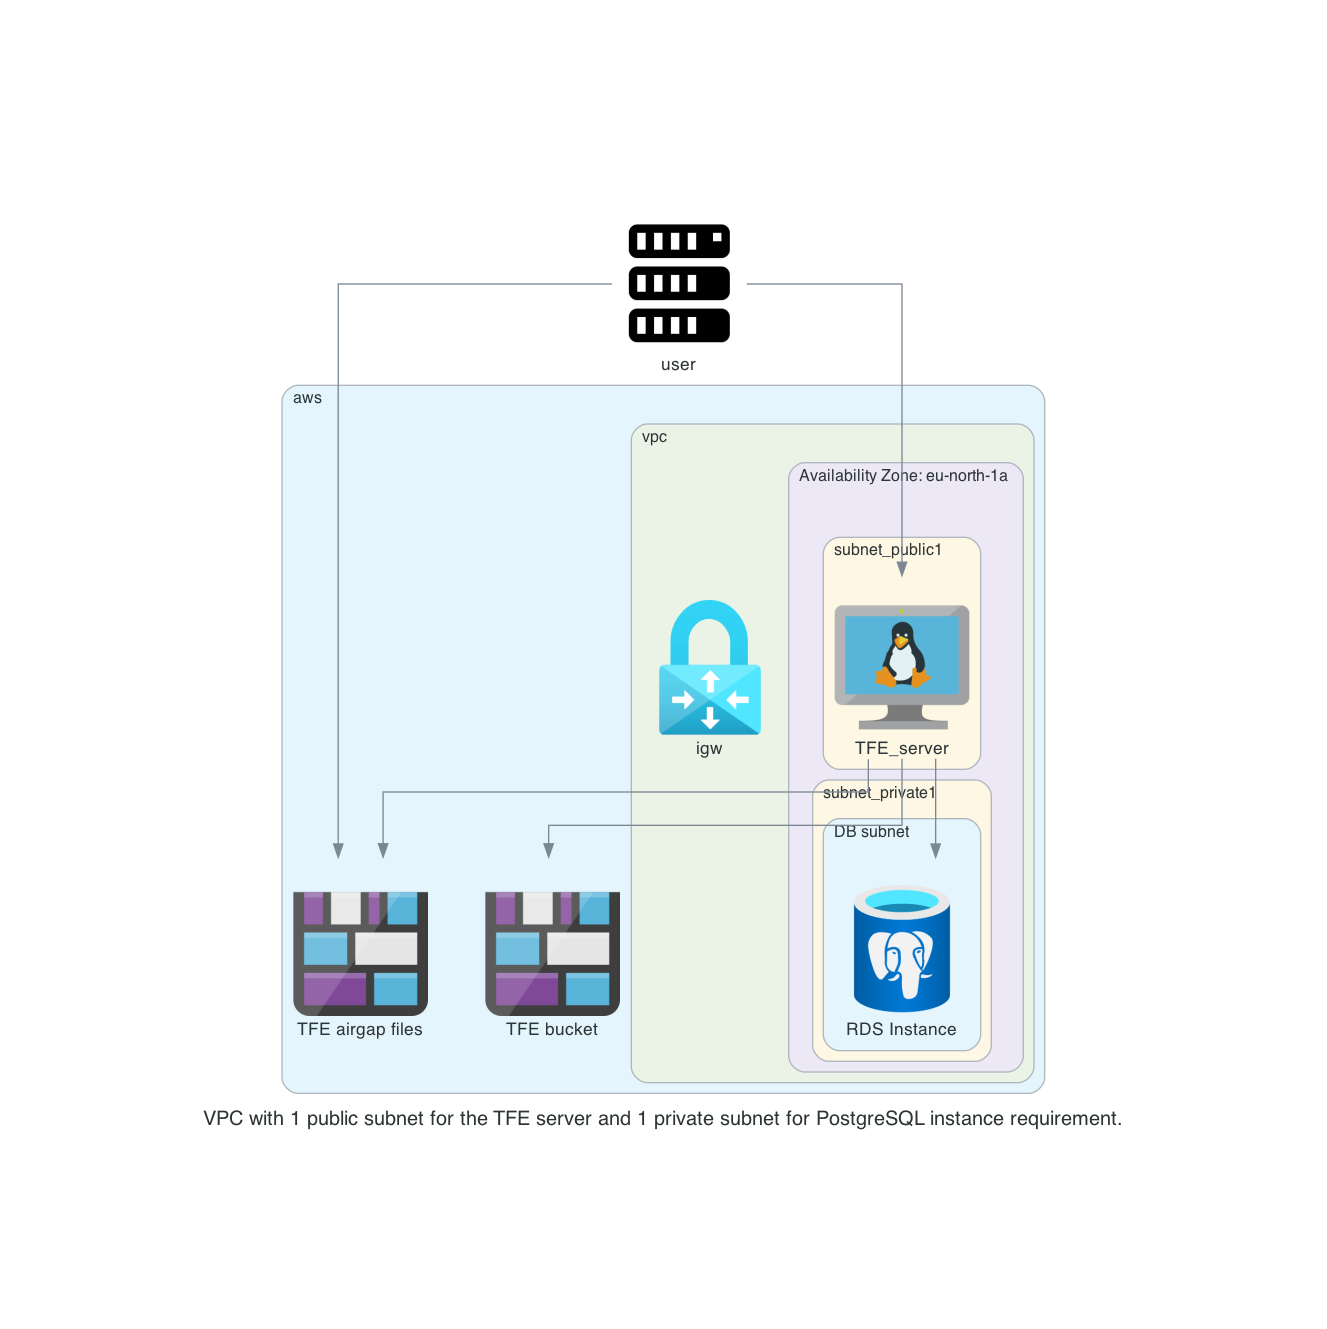 user
aws
vpc
Availability Zone: eu-north-1a
subnet_public1
igw
TFE_server
subnet_private1
DB subnet
TFE airgap files
TFE bucket
RDS Instance
VPC with 1 public subnet for the TFE server and 1 private subnet for PostgreSQL instance requirement.